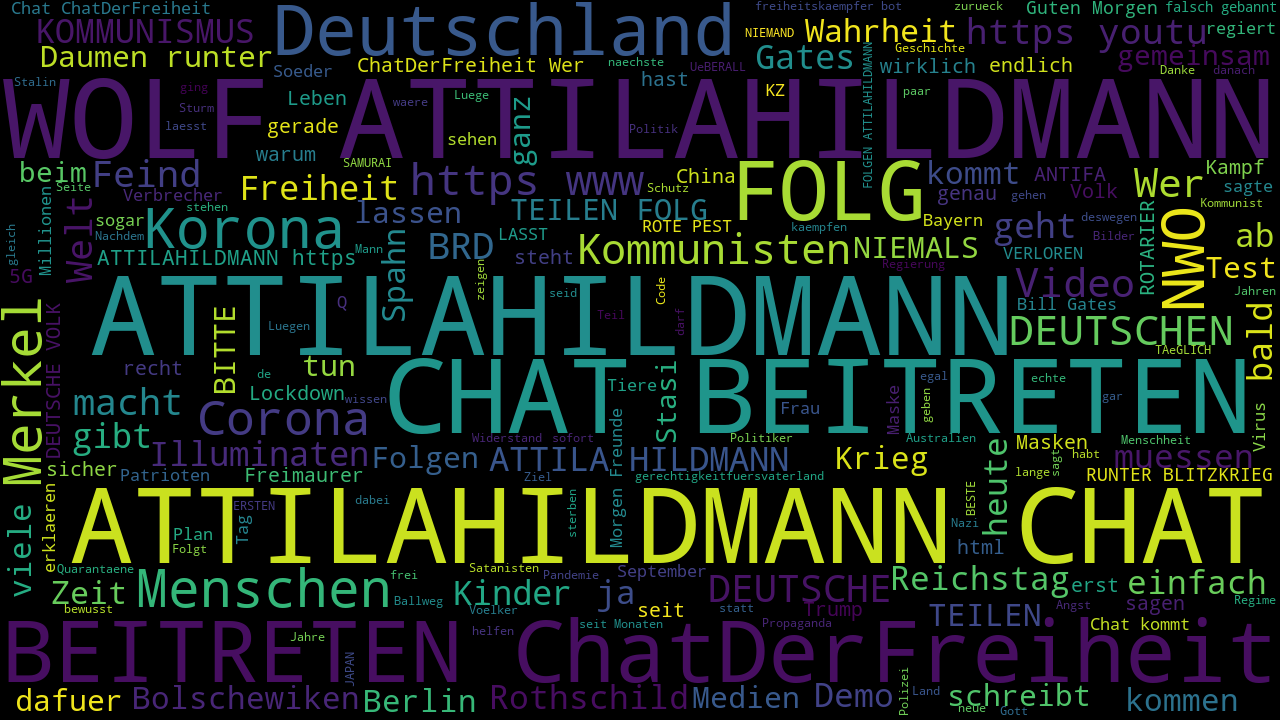 Chat ChatDerFreiheit
freiheitskaempfer bot
zurueck
Guten Morgen
falsch
gebannt
KOMMUNISMUS
Deutschland
NIEMAND
Wahrheit
https youtu
regiert
Daumen runter
ChatDerFreiheit Wer
naechste
UeBERALL
Gates
Geschichte
wirklich
endlich
gemeinsam
Stalin
ging
Soeder
Leben
waere
Luege
hast
KZ
paar
Danke
danach
WOLF ATTILAHILDMANN
Sturm
laesst
gerade
sehen
ganz
Politik
FOLGEN ATTILAHILDMANN
warum
SAMURAI
beim
Feind
Seite
Verbrecher
Freiheit
https www
Schutz
China
FOLG
kommt
ANTIFA
genau
gehen
Volk
Wer
Kampf
sagte
Kommunist
Millionen
Welt
stehen
sogar
Nachdem
Korona
lassen
TEILEN FOLG
ROTE PEST
kaempfen
Bayern
geht
deswegen
Bilder
ROTARIER
NWO
ab
gleich
ATTILAHILDMANN https
Mann
Spahn
BRD
LASST
steht
Kommunisten
NIEMALS
Regierung
VERLOREN
Test
5G
zeigen
Q
seid
Code
Video
Bill Gates
Jahren
ATTILAHILDMANN
Luegen
Teil
darf
DEUTSCHEN
TAeGLICH
bald
Merkel
DEUTSCHE VOLK
BITTE
recht
de
tun
Lockdown
wissen
CHAT BEITRETEN
Tiere
Stasi
Frau
egal
geben
echte
gar
Maske
macht
gibt
Corona
Illuminaten
Folgen
Freunde
Widerstand
sofort
Politiker
Australien
Masken
Menschheit
Virus
habt
sicher
Patrioten
Freimaurer
ATTILA HILDMANN
Krieg
Ziel
gerechtigkeitfuersvaterland
heute
lange
sagt
muessen
RUNTER BLITZKRIEG
viele
erklaeren
ERSTEN
dabei
Morgen
sterben
BESTE
Nazi
html
ATTILAHILDMANN CHAT
Plan
Folgt
Tag
Quarantaene
Zeit
bewusst
Menschen
frei
Ballweg
Satanisten
Pandemie
September
Kinder
Voelker
ja
seit
DEUTSCHE
statt
Trump
Reichstag
erst
einfach
TEILEN
Angst
sagen
Regime
BEITRETEN ChatDerFreiheit
Jahre
JAPAN
helfen
seit Monaten
Propaganda
Chat kommt
dafuer
Bolschewiken
Berlin
Rothschild
Medien
Demo
Polizei
Land
schreibt
neue
Gott
kommen